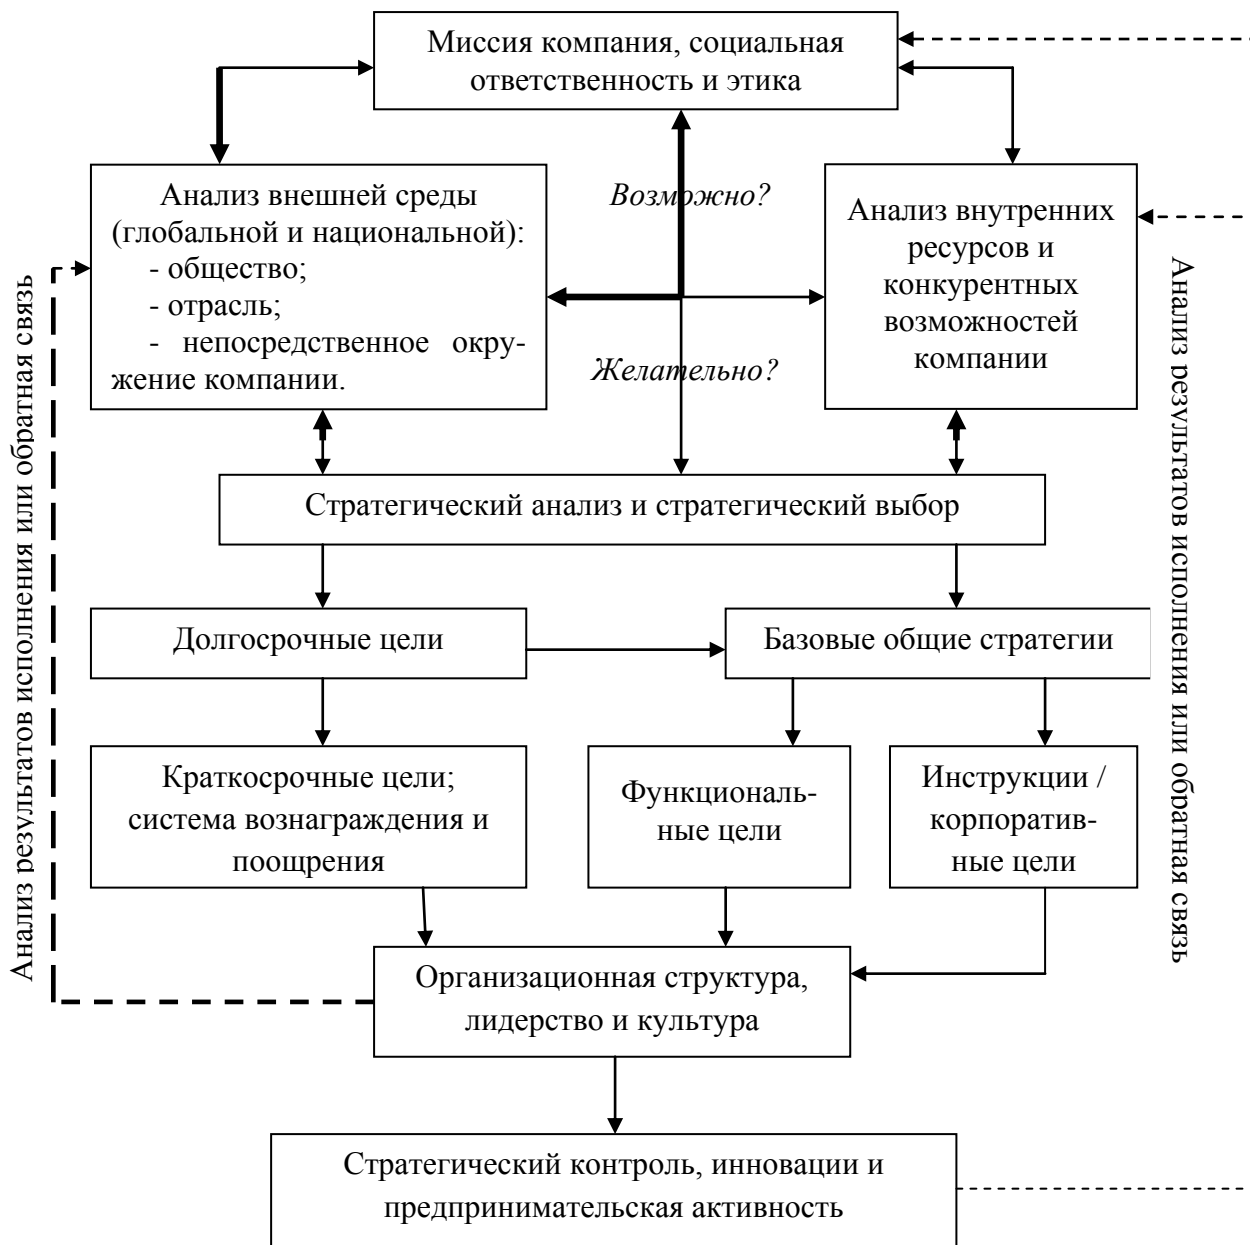 Миссия компания, социальная
ответственность и этика
Анализ внешней среды
(глобальной и национальной):
- общество;
- отрасль;
- непосредственное окру-
жение компании.
Возможно?
Желательно?
Анализ внутренних
ресурсов и
конкурентных
возможностей
компании
Стратегический анализ и стратегический выбор
Долгосрочные цели
Базовые общие стратегии
Краткосрочные цели;
система вознаграждения и
поощрения
Функциональ-
ные цели
Инструкции /
корпоратив-
ные цели
Организационная структура,
лидерство и культура
Стратегический контроль, инновации и
предпринимательская активность
Анализ результатов исполнения или обратная связь
Анализ результатов исполнения или обратная связь